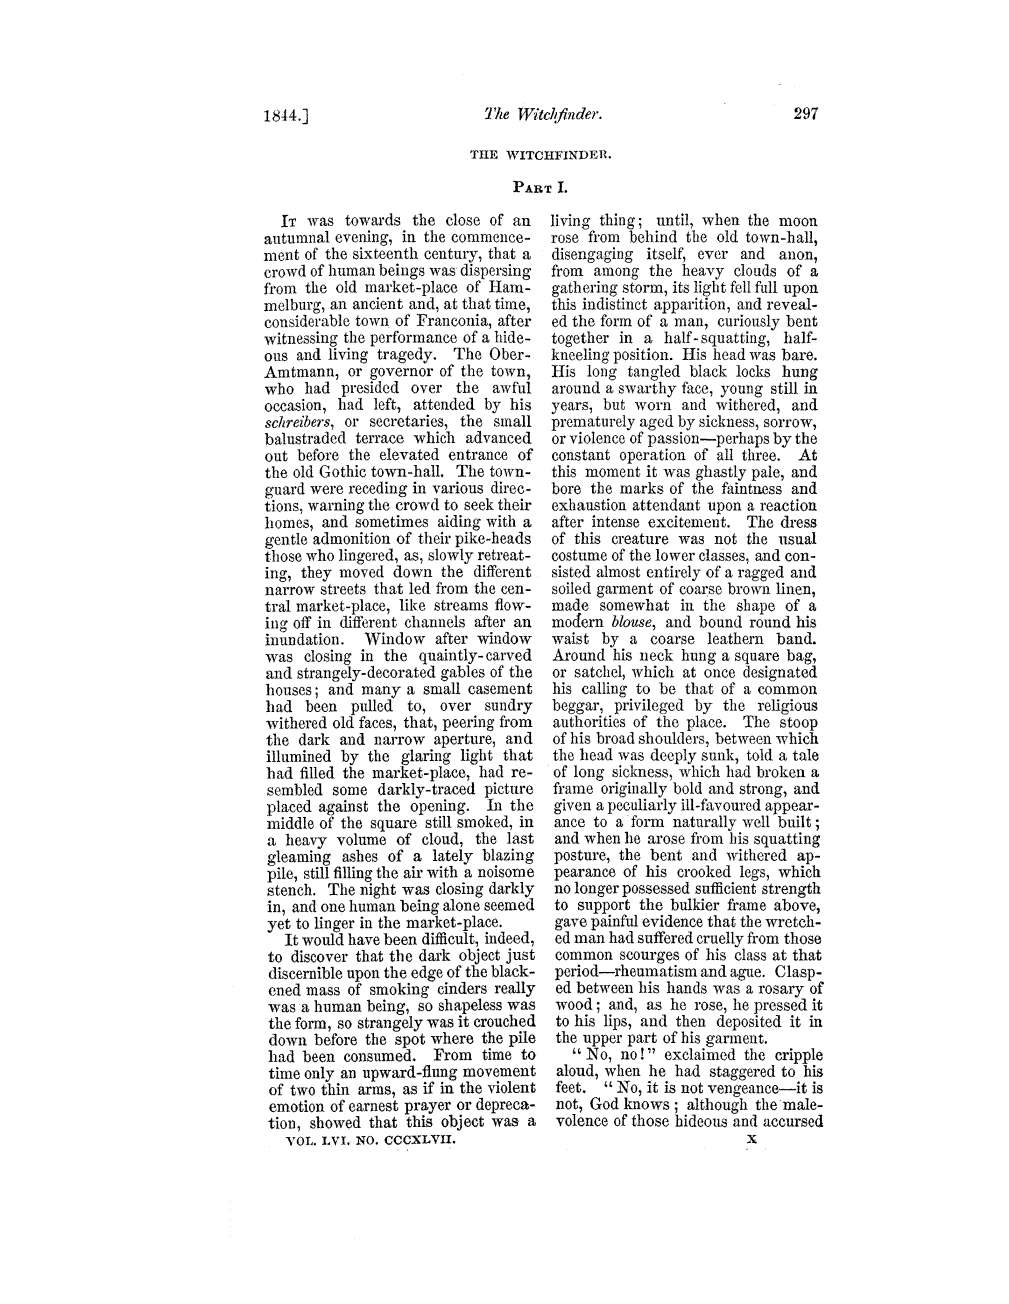 1844.] The Witchfinder. 297
THE WITCHFINDER.
PART I.
IT was towards the close of an
autumnal evening, in the commence-
ment of the sixteenth century, that a
crowd of human beings was dispersing
from the old market-place of Ham-
melburg, an ancient and, at that time,
considerable town of Franconia, after
witnessing the performance of a hide-
ous and living tragedy. The Ober-
Amtmann, or governor of the town,
who had presided over the awful
occasion, had left, attended by his
schreibers, or secretaries, the small
balustraded terrace which advanced
out before the elevated entrance of
the old Gothic town-hall. The town-
guard were receding in various direc-
tions, warning the crowd to seek their
homes, and sometimes aiding with a
gentle admonition of their pike-heads
those who lingered, as, slowly retreat-
ing, they moved down the different
narrow streets that led from the cen-
tral market-place, like streams flow-
ing off in different channels after an
inundation. Window after window
was closing in the quaintly-carved
and strangely-decorated gables of the
houses; and many a small casement
had been pulled to, over sundry
withered old faces, that, peering from
the dark and narrow aperture, and
illumined by the glaring light that
had filled the market-place, had re-
sembled some darkly-traced picture
placed against the opening. In the
middle of the square still smoked, in
a heavy volume of cloud, the last
gleaming ashes of a lately blazing
pile, still filling the air with a noisome
stench. The night was closing darkly
in, and one human being alone seemed
yet to linger in the market-place.
It would have been difficult, indeed,
to discover that the dark object just
discernible upon the edge of the black-
ened mass of smoking cinders really
was a human being, so shapeless was
the form, so strangely was it crouched
down before the spot where the pile
had been consumed. From time to
time only an upward-flung movement
of two thin arms, as if in the violent
emotion of earnest prayer or depreca-
tion, showed that this object was a
VOL. LVI. NO. CCCXLVII.
living thing; until, when the moon
rose from behind the old town-hall,
disengaging itself, ever and anon,
from among the heavy clouds of a
gathering storm, its light fell full upon
this indistinct apparition, and reveal-
ed the form of a man, curiously bent
together in a half-squatting, half-
kneeling position. His head was bare.
His long tangled black locks hung
around a swarthy face, young still in
years, but worn and withered, and
prematurely aged by sickness, sorrow,
or violence of passion—perhaps by the
constant operation of all three. At
this moment it was ghastly pale, and
bore the marks of the faintness and
exhaustion attendant upon a reaction
after intense excitement. The dress
of this creature was not the usual
costume of the lower classes, and con-
sisted almost entirely of a ragged and
soiled garment of coarse brown linen,
made somewhat in the shape of a
modern blouse, and bound round his
waist by a coarse leathern band.
Around his neck hung a square bag,
or satchel, which at once designated
his calling to be that of a common
beggar, privileged by the religious
authorities of the place. The stoop
of his broad shoulders, between which
the head was deeply sunk, told a tale
of long sickness, which had broken a
frame originally bold and strong, and
given a peculiarly ill-favoured appear-
ance to a form naturally well built;
and when he arose from his squatting
posture, the bent and withered ap-
pearance of his crooked legs, which
no longer possessed sufficient strength
to support the bulkier frame above,
gave painful evidence that the wretch-
ed man had suffered cruelly from those
common scourges of his class at that
period—rheumatism and ague. Clasp-
ed between his hands was a rosary of
wood; and, as he rose, he pressed it
to his lips, and then deposited it in
the upper part of his garment.
"No, no!" exclaimed the cripple
aloud, when he had staggered to his
feet. "No, it is not vengeance—it is
not, God knows; although the male-
volence of those hideous and accursed
X